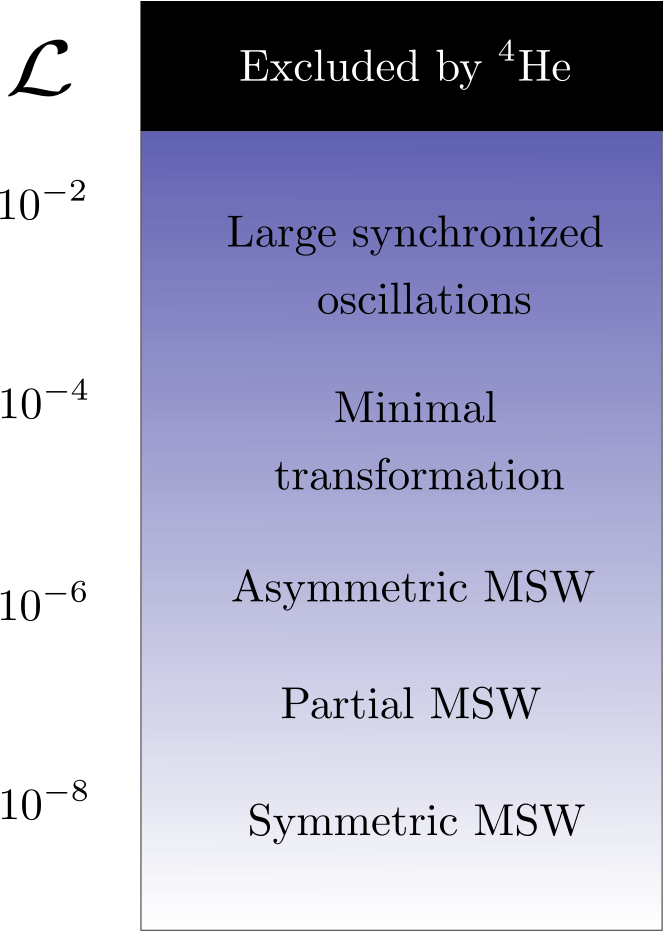 ℒ
Excluded by ⁴He
10⁻²
Large synchronized
oscillations
10⁻⁴
Minimal
transformation
10⁻⁶
Asymmetric MSW
Partial MSW
10⁻⁸
Symmetric MSW